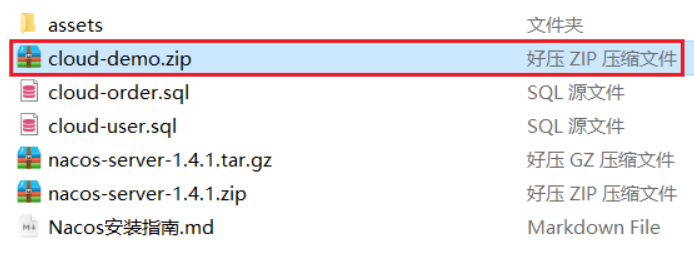 assets 文件夹
cloud-demo.zip 好压 ZIP 压缩文件
cloud-order.sql SQL 源文件
cloud-user.sql SQL 源文件
nacos-server-1.4.1.tar.gz 好压 GZ 压缩文件
nacos-server-1.4.1.zip 好压 ZIP 压缩文件
M↓ Nacos安装指南.md Markdown File